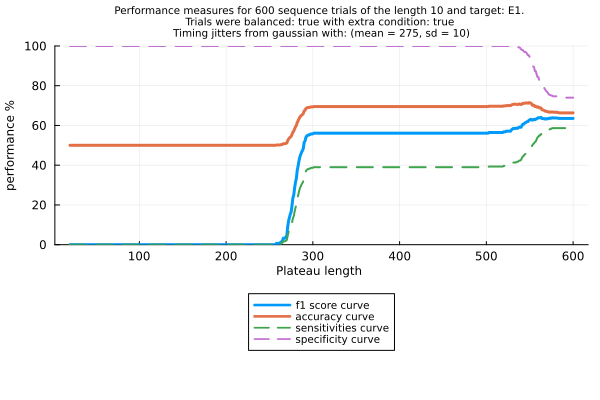 Performance measures for 600 sequence trials of the length 10 and target: E1.
Trials were balanced: true with extra condition: true
Timing jitters from gaussian with: (mean = 275, sd = 10)
100
80
60
40
20
0
performance %
100 200 300 400 500 600
Plateau length
f1 score curve
accuracy curve
sensitivities curve
specificity curve